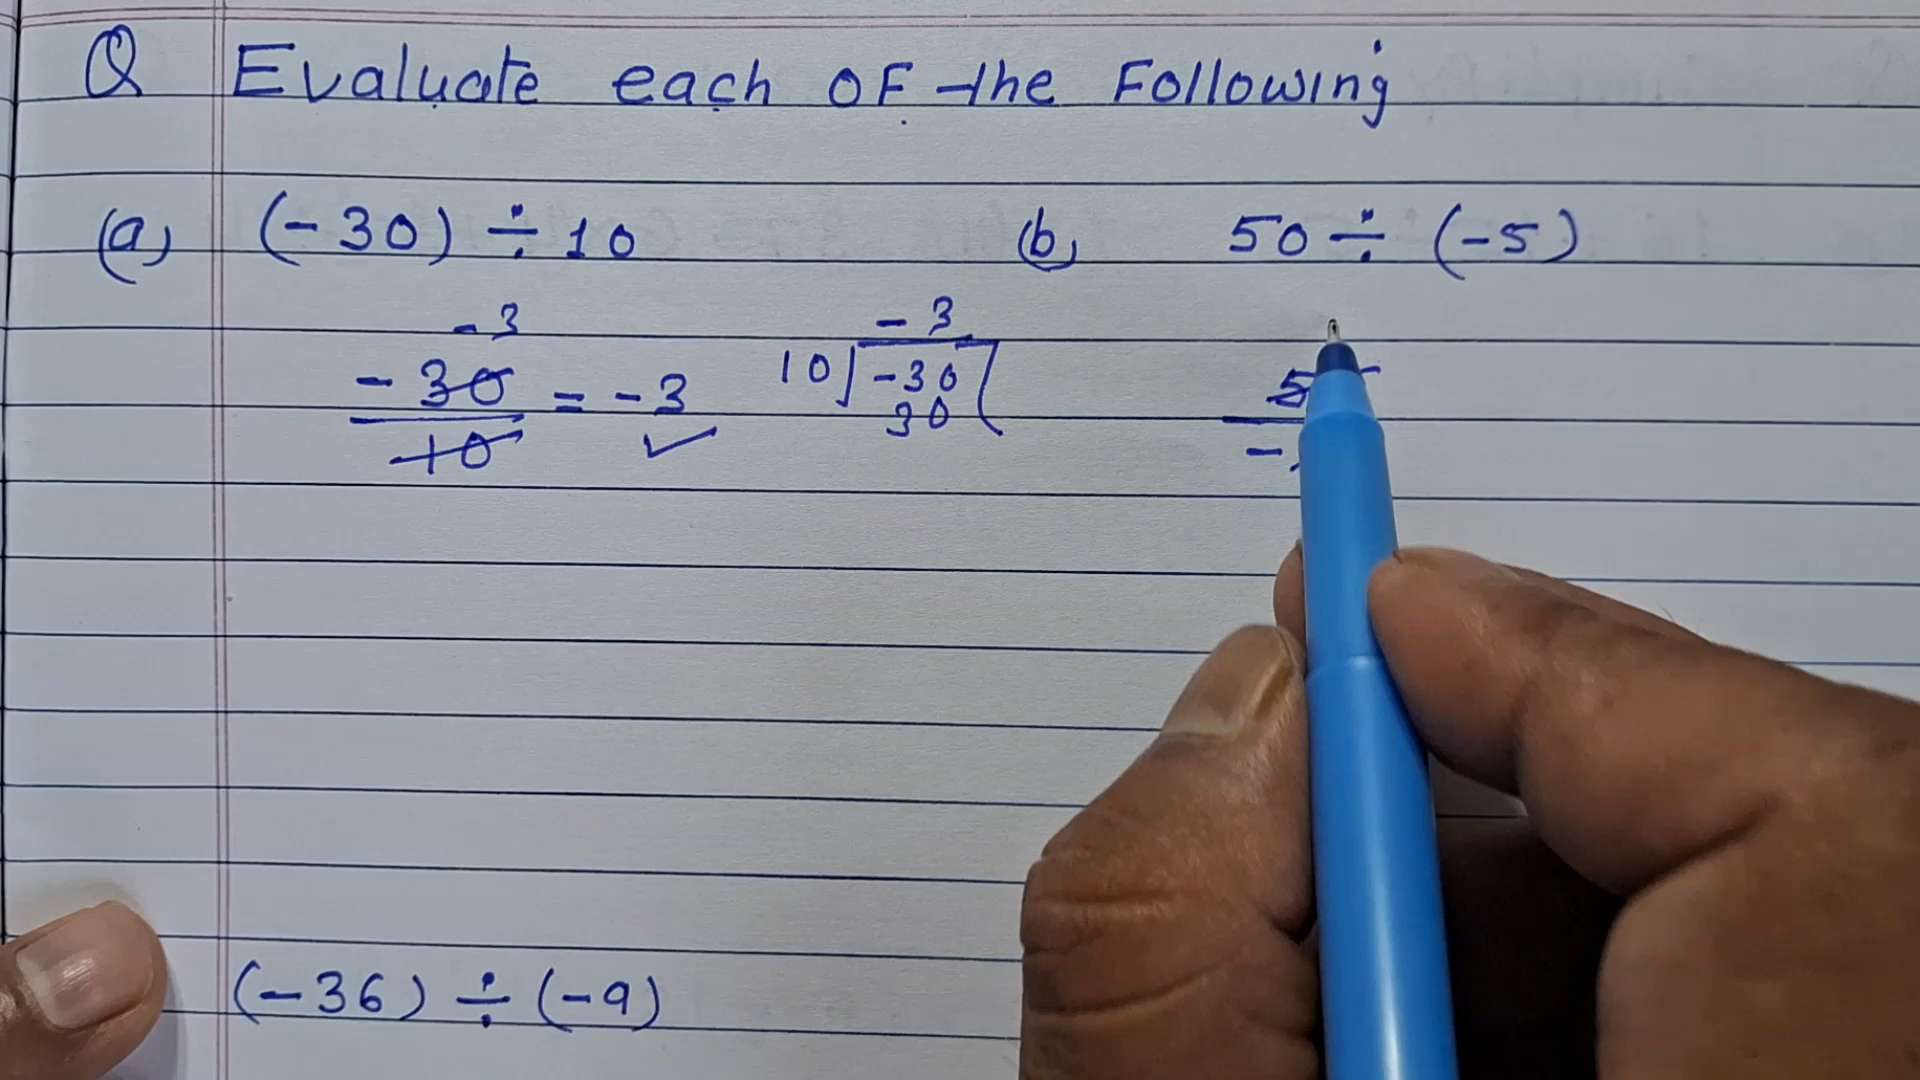 Q Evaluate each OF the Following
(a) (-30) ÷ 10 (b) 50 ÷ (-5)
-3
-30 = -3
10
-3
10 -30
30
5
-
(-36) ÷ (-9)